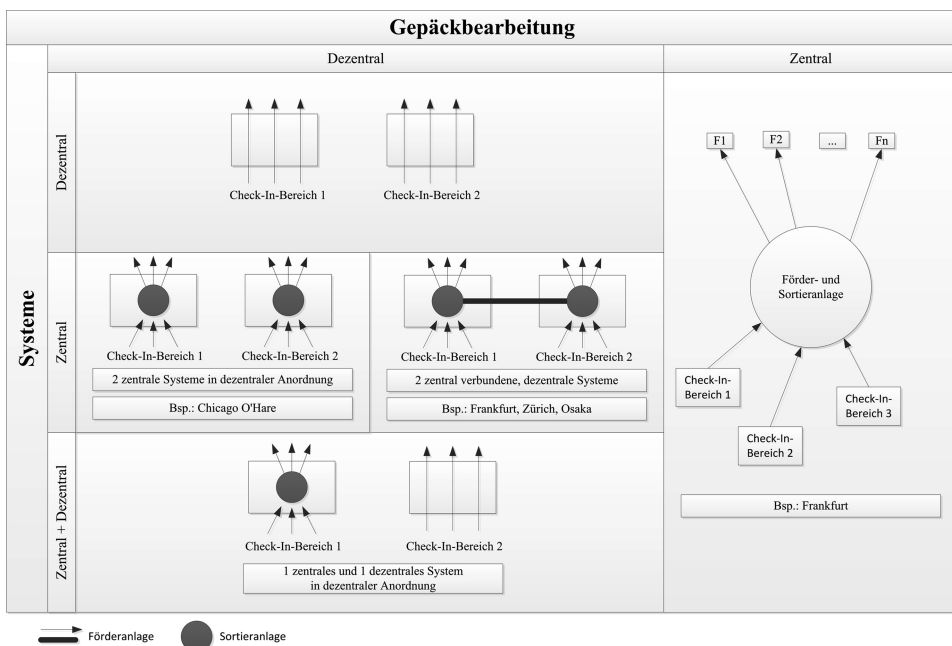 Gepäckbearbeitung
Systeme
Dezentral
Zentral
Dezentral
Check-In-Bereich 1
Check-In-Bereich 2
Zentral
Check-In-Bereich 1
Check-In-Bereich 2
2 zentrale Systeme in dezentraler Anordnung
Bsp.: Chicago O'Hare
Check-In-Bereich 1
Check-In-Bereich 2
2 zentral verbundene, dezentrale Systeme
Bsp.: Frankfurt, Zürich, Osaka
Zentral + Dezentral
Check-In-Bereich 1
Check-In-Bereich 2
1 zentrales und 1 dezentrales System
in dezentraler Anordnung
F1
F2
...
Fn
Förder- und
Sortieranlage
Check-In-
Bereich 1
Check-In-
Bereich 2
Check-In-
Bereich 3
Bsp.: Frankfurt
Förderanlage
Sortieranlage